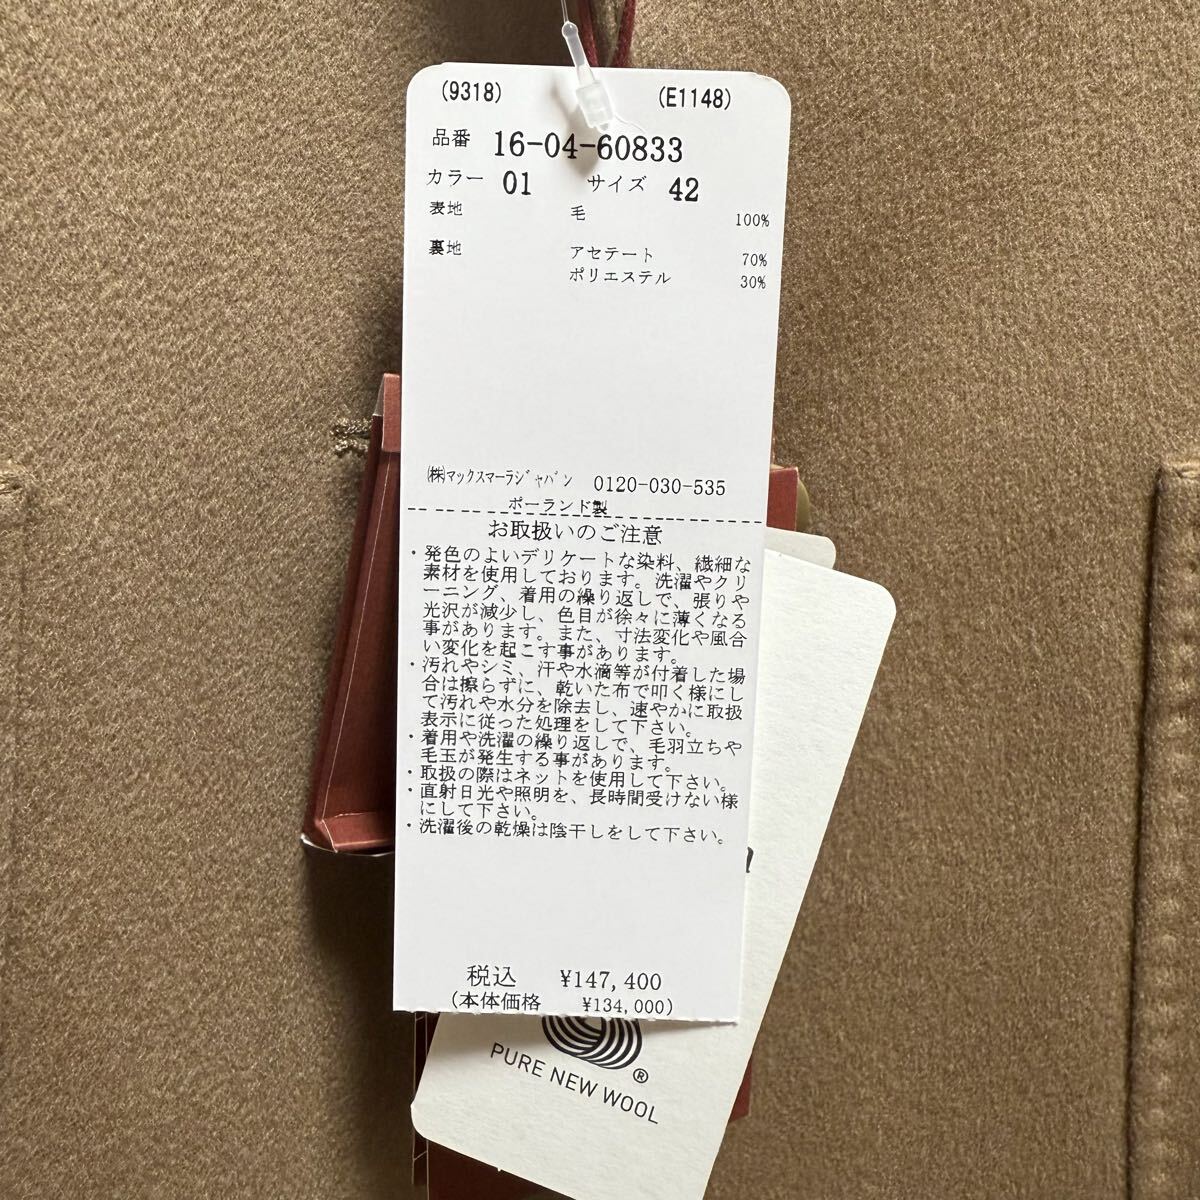 (9318) (E1148)
品番 16-04-60833
カラー 01 サイズ 42
表地 毛 100%
裏地 アセテート 70%
ポリエステル 30%
㈱マックスマーラジャパン 0120-030-535
ポーランド製
お取扱いのご注意
・発色のよいデリケートな染料、繊細な
素材を使用しております。洗濯やクリ
ーニング、着用の繰り返しで、張りや
光沢が減少し、色目が徐々に薄くなる
事があります。また、寸法変化や風合
い変化を起こす事があります。
・汚れやシミ、汗や水滴等が付着した場
合は擦らずに、乾いた布で叩く様にし
て汚れや水分を除去し、速やかに取扱
表示に従った処理をして下さい。
・着用や洗濯の繰り返しで、毛羽立ちや
毛玉が発生する事があります。
・取扱の際はネットを使用して下さい。
・直射日光や照明を、長時間受けない様
にして下さい。
・洗濯後の乾燥は陰干しをして下さい。
税込 ¥147,400
(本体価格 ¥134,000)
®
PURE NEW WOOL